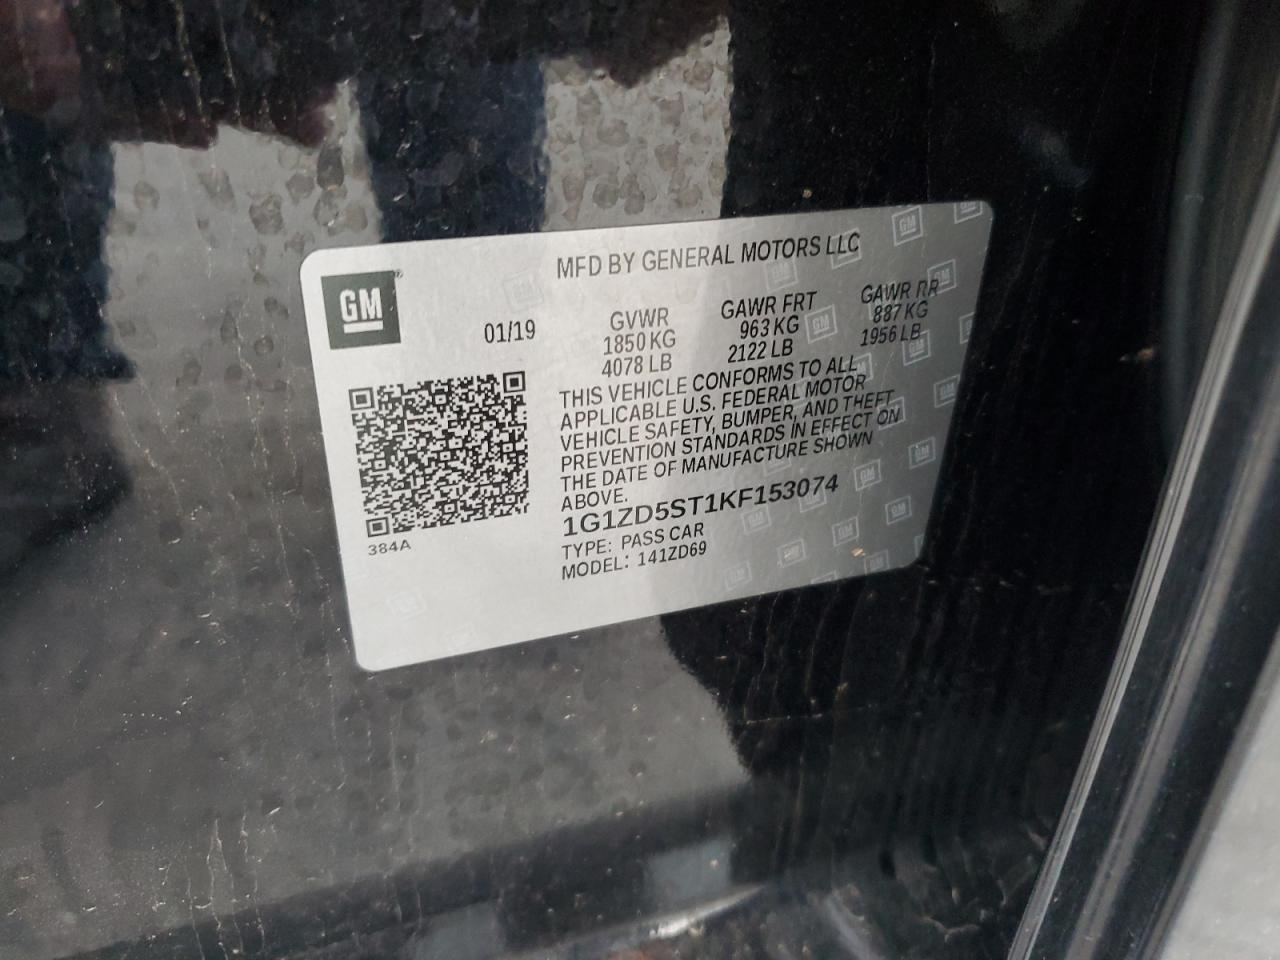 MFD BY GENERAL MOTORS LLC
GM
01/19
GVWR
1850 KG
4078 LB
GAWR FRT
963 KG
2122 LB
GAWR RR
887 KG
1956 LB
THIS VEHICLE CONFORMS TO ALL
APPLICABLE U.S. FEDERAL MOTOR
VEHICLE SAFETY, BUMPER, AND THEFT
PREVENTION STANDARDS IN EFFECT ON
THE DATE OF MANUFACTURE SHOWN
ABOVE.
1G1ZD5ST1KF153074
TYPE: PASS CAR
MODEL: 141ZD69
384A